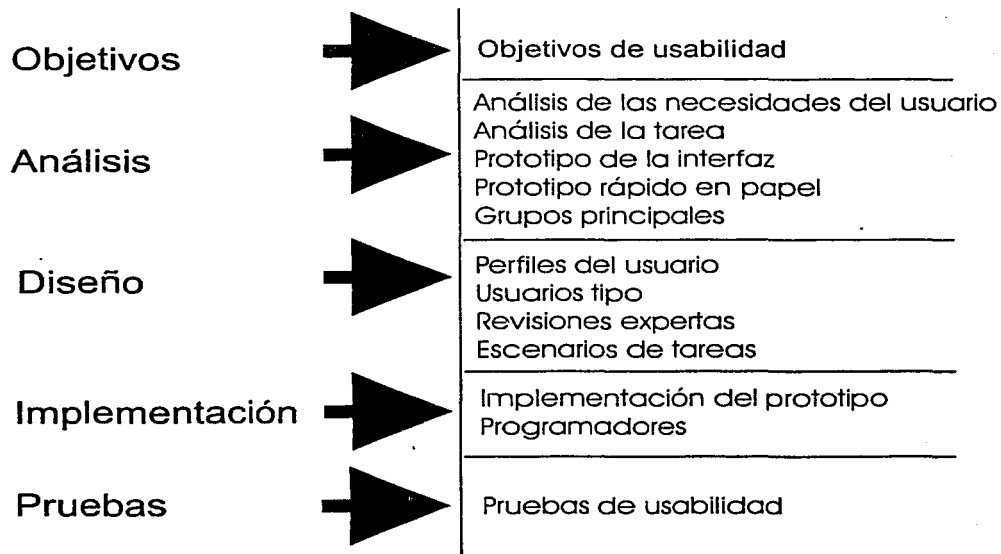 Objetivos
Objetivos de usabilidad
Análisis
Análisis de las necesidades del usuario
Análisis de la tarea
Prototipo de la interfaz
Prototipo rápido en papel
Grupos principales
Diseño
Perfiles del usuario
Usuarios tipo
Revisiones expertas
Escenarios de tareas
Implementación
Implementación del prototipo
Programadores
Pruebas
Pruebas de usabilidad